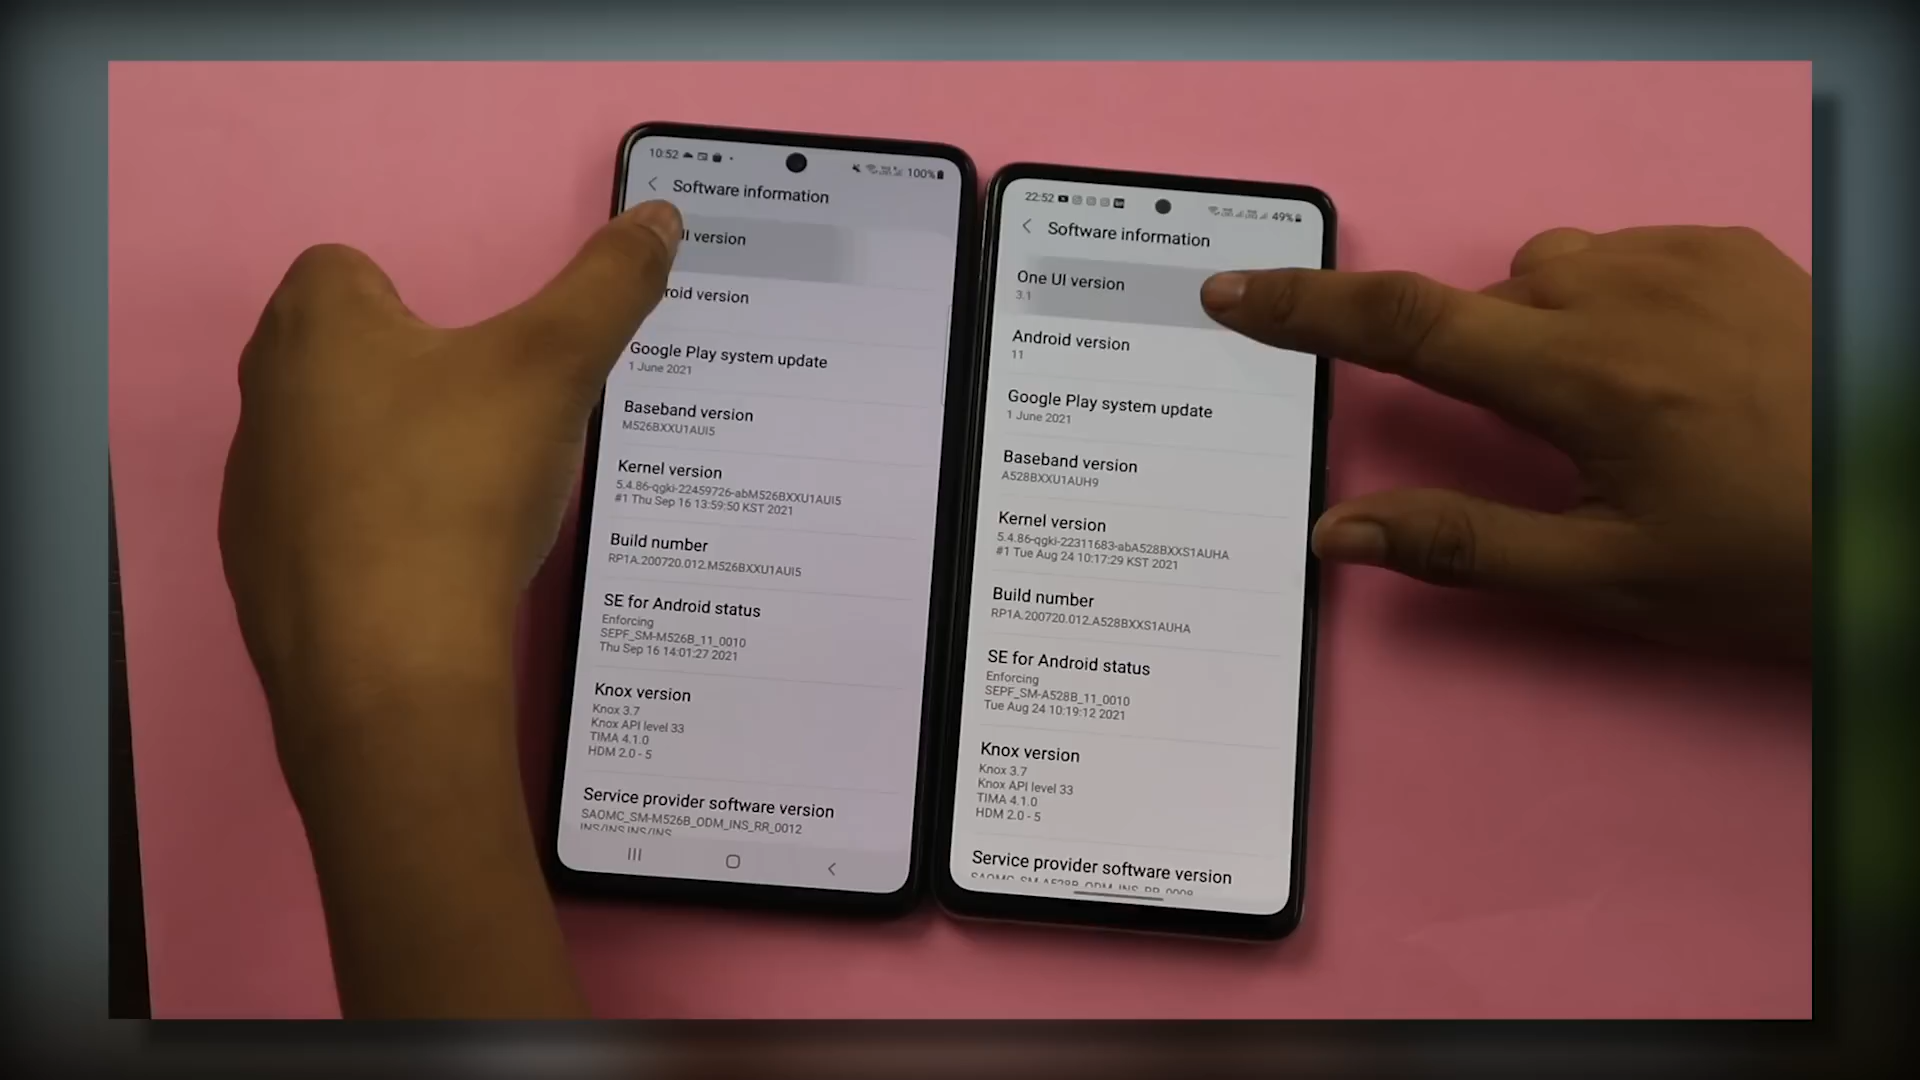 10:52
100%
Software information
UI version
roid version
Google Play system update
1 June 2021
Baseband version
M526BXXU1AUI5
Kernel version
5.4.86-qgki-22459726-abM526BXXU1AUI5
#1 Thu Sep 16 13:59:50 KST 2021
Build number
RP1A.200720.012.M526BXXU1AUI5
SE for Android status
Enforcing
SEPF_SM-M526B_11_0010
Thu Sep 16 14:01:27 2021
Knox version
Knox 3.7
Knox API level 33
TIMA 4.1.0
HDM 2.0 - 5
Service provider software version
SAOMC_SM-M526B_ODM_INS_RR_0012
INS/INS,INS/INS
22:52
49%
Software information
One UI version
3.1
Android version
11
Google Play system update
1 June 2021
Baseband version
A528BXXU1AUH9
Kernel version
5.4.86-qgki-22311683-abA528BXXS1AUHA
#1 Tue Aug 24 10:17:29 KST 2021
Build number
RP1A.200720.012.A528BXXS1AUHA
SE for Android status
Enforcing
SEPF_SM-A528B_11_0010
Tue Aug 24 10:19:12 2021
Knox version
Knox 3.7
Knox API level 33
TIMA 4.1.0
HDM 2.0 - 5
Service provider software version
SAOMC_SM-A528B_ODM_INS_RR_0008